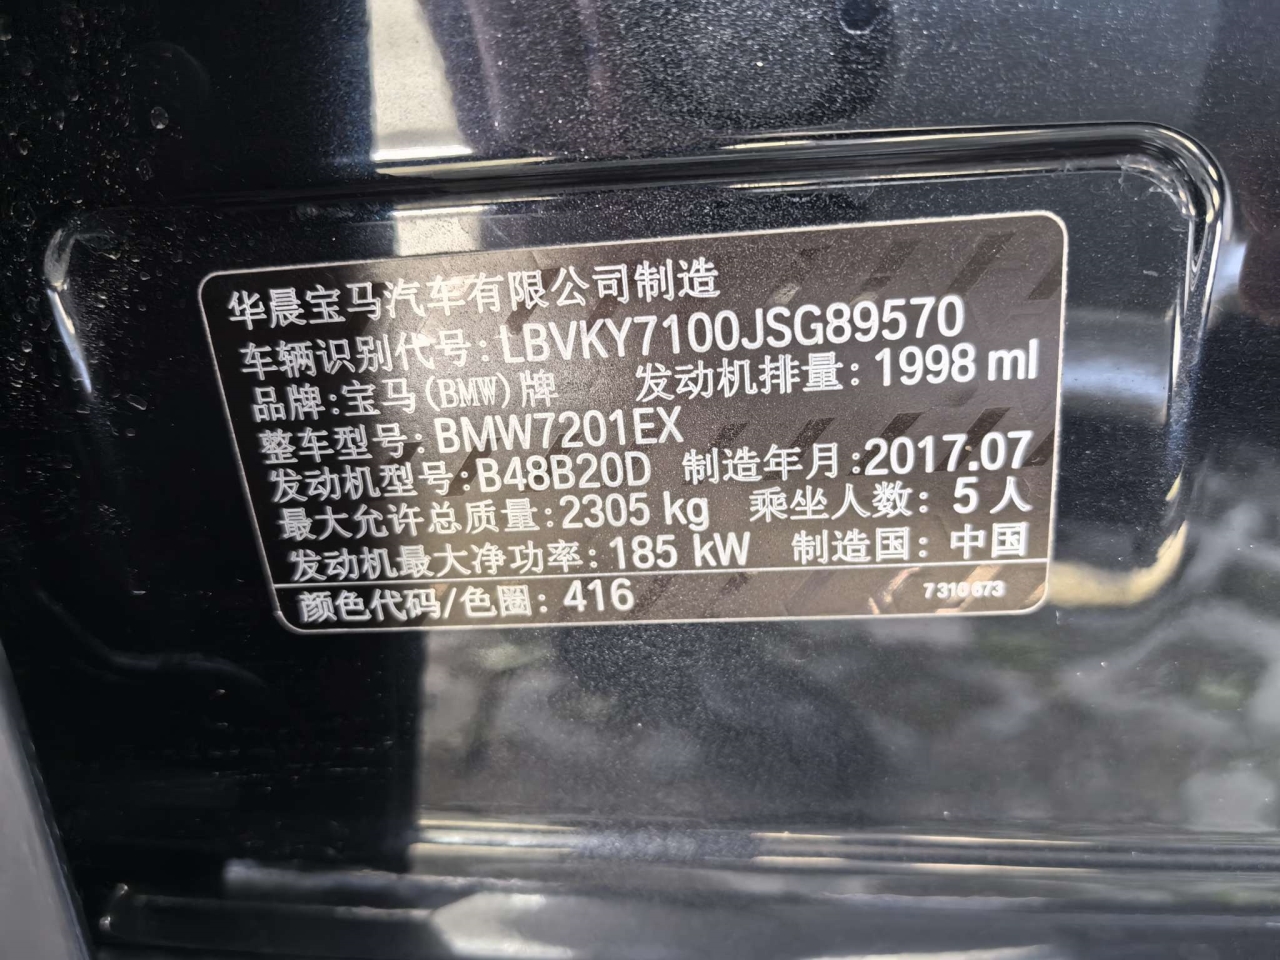 华晨宝马汽车有限公司制造
车辆识别代号:LBVKY7100JSG89570
品牌:宝马(BMW)牌 发动机排量: 1998 ml
整车型号: BMW7201EX
发动机型号: B48B20D 制造年月:2017.07
最大允许总质量:2305 kg 乘坐人数: 5 人
发动机最大净功率: 185 kW 制造国: 中国
颜色代码/色圈: 416 7310673